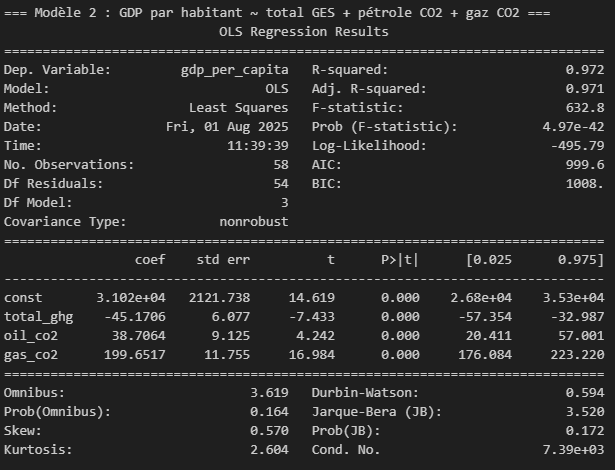 === Modèle 2 : GDP par habitant ~ total GES + pétrole CO2 + gaz CO2 ===
                            OLS Regression Results
==============================================================================
Dep. Variable:         gdp_per_capita   R-squared:                       0.972
Model:                            OLS   Adj. R-squared:                  0.971
Method:                 Least Squares   F-statistic:                     632.8
Date:                Fri, 01 Aug 2025   Prob (F-statistic):           4.97e-42
Time:                        11:39:39   Log-Likelihood:                -495.79
No. Observations:                  58   AIC:                             999.6
Df Residuals:                      54   BIC:                             1008.
Df Model:                           3
Covariance Type:            nonrobust
==============================================================================
                 coef    std err          t      P>|t|      [0.025      0.975]
------------------------------------------------------------------------------
const       3.102e+04   2121.738     14.619      0.000    2.68e+04    3.53e+04
total_ghg    -45.1706      6.077     -7.433      0.000     -57.354     -32.987
oil_co2       38.7064      9.125      4.242      0.000      20.411      57.001
gas_co2      199.6517     11.755     16.984      0.000     176.084     223.220
==============================================================================
Omnibus:                        3.619   Durbin-Watson:                   0.594
Prob(Omnibus):                  0.164   Jarque-Bera (JB):                3.520
Skew:                           0.570   Prob(JB):                        0.172
Kurtosis:                       2.604   Cond. No.                     7.39e+03